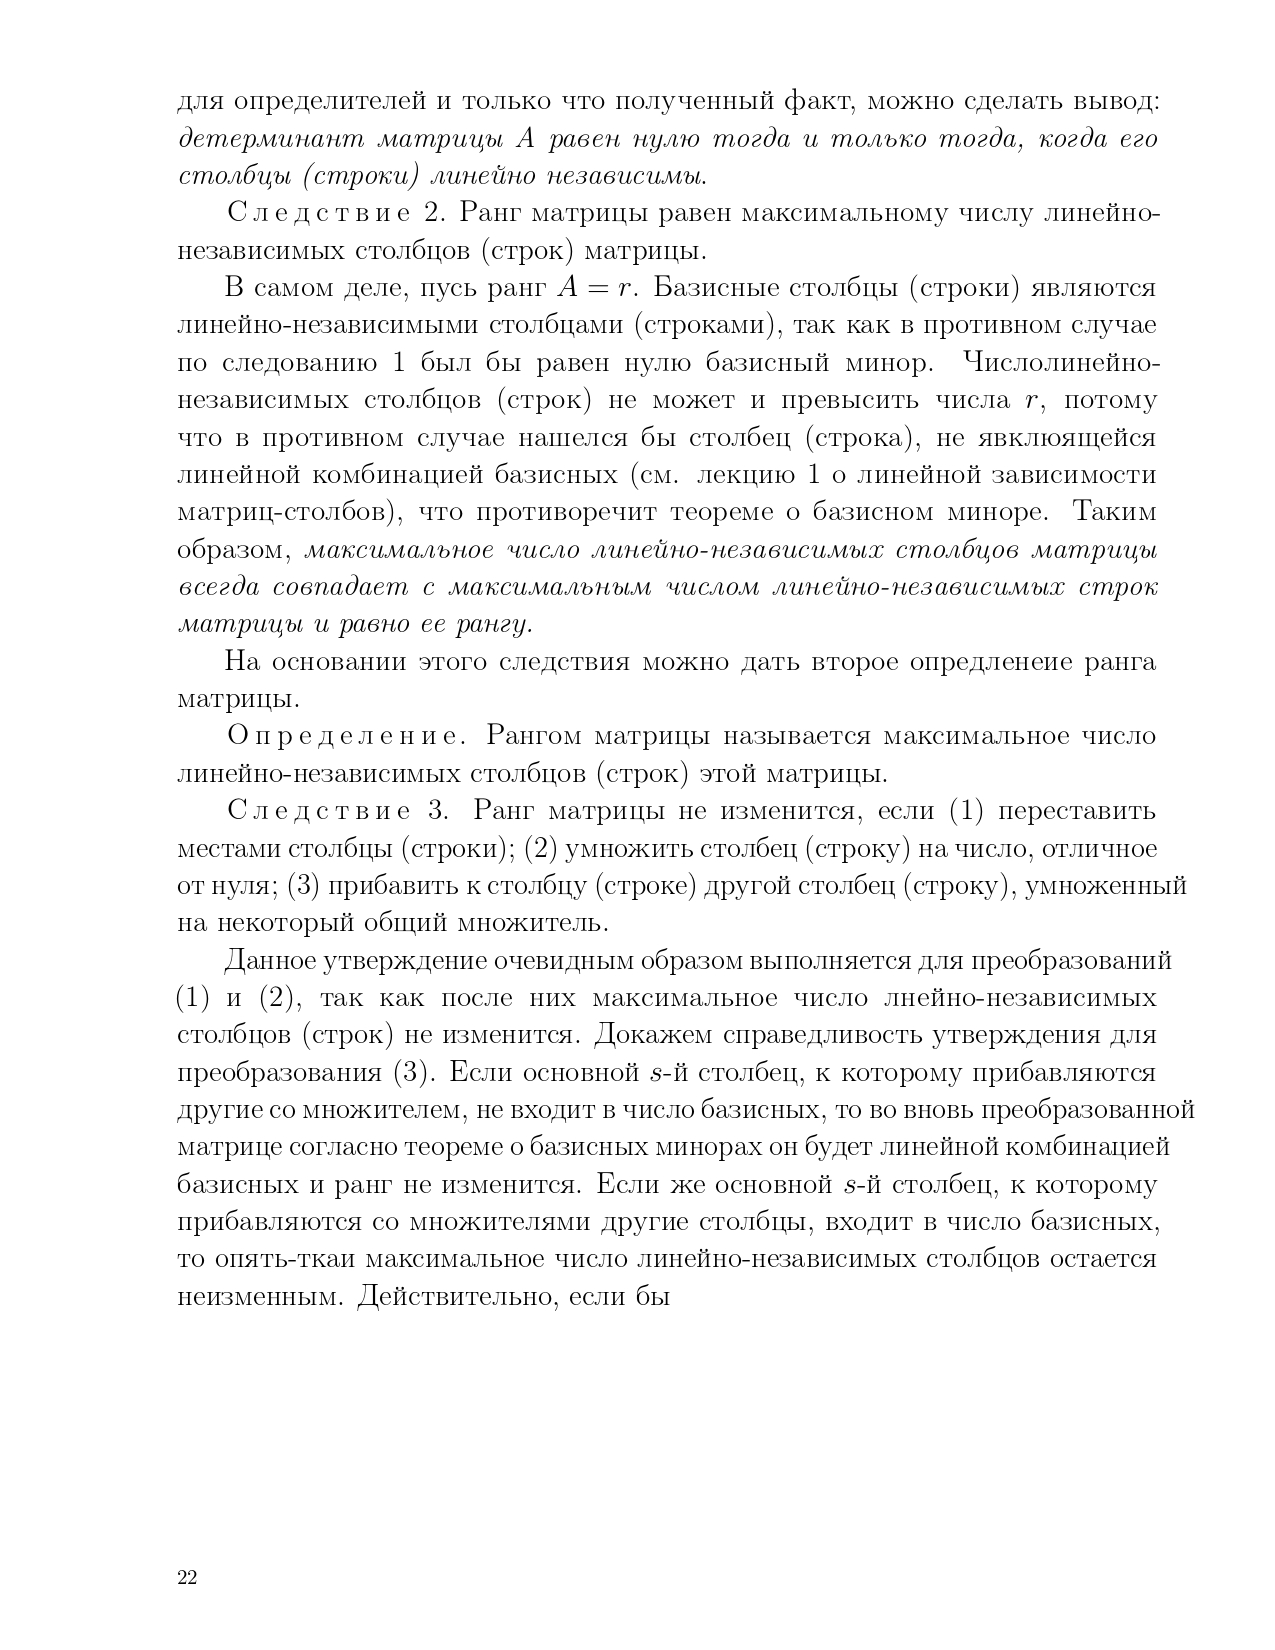 для определителей и только что полученный факт, можно сделать вывод:
детерминант матрицы A равен нулю тогда и только тогда, когда его
столбцы (строки) линейно независимы.
Следствие 2. Ранг матрицы равен максимальному числу линейно-
независимых столбцов (строк) матрицы.
В самом деле, пусь ранг A = r. Базисные столбцы (строки) являются
линейно-независимыми столбцами (строками), так как в противном случае
по следованию 1 был бы равен нулю базисный минор. Числолинейно-
независимых столбцов (строк) не может и превысить числа r, потому
что в противном случае нашелся бы столбец (строка), не явклюящейся
линейной комбинацией базисных (см. лекцию 1 о линейной зависимости
матриц-столбов), что противоречит теореме о базисном миноре. Таким
образом, максимальное число линейно-независимых столбцов матрицы
всегда совпадает с максимальным числом линейно-независимых строк
матрицы и равно ее рангу.
На основании этого следствия можно дать второе опредленеие ранга
матрицы.
Определение. Рангом матрицы называется максимальное число
линейно-независимых столбцов (строк) этой матрицы.
Следствие 3. Ранг матрицы не изменится, если (1) переставить
местами столбцы (строки); (2) умножить столбец (строку) на число, отличное
от нуля; (3) прибавить к столбцу (строке) другой столбец (строку), умноженный
на некоторый общий множитель.
Данное утверждение очевидным образом выполняется для преобразований
(1) и (2), так как после них максимальное число лнейно-независимых
столбцов (строк) не изменится. Докажем справедливость утверждения для
преобразования (3). Если основной s-й столбец, к которому прибавляются
другие со множителем, не входит в число базисных, то во вновь преобразованной
матрице согласно теореме о базисных минорах он будет линейной комбинацией
базисных и ранг не изменится. Если же основной s-й столбец, к которому
прибавляются со множителями другие столбцы, входит в число базисных,
то опять-ткаи максимальное число линейно-независимых столбцов остается
неизменным. Действительно, если бы
22